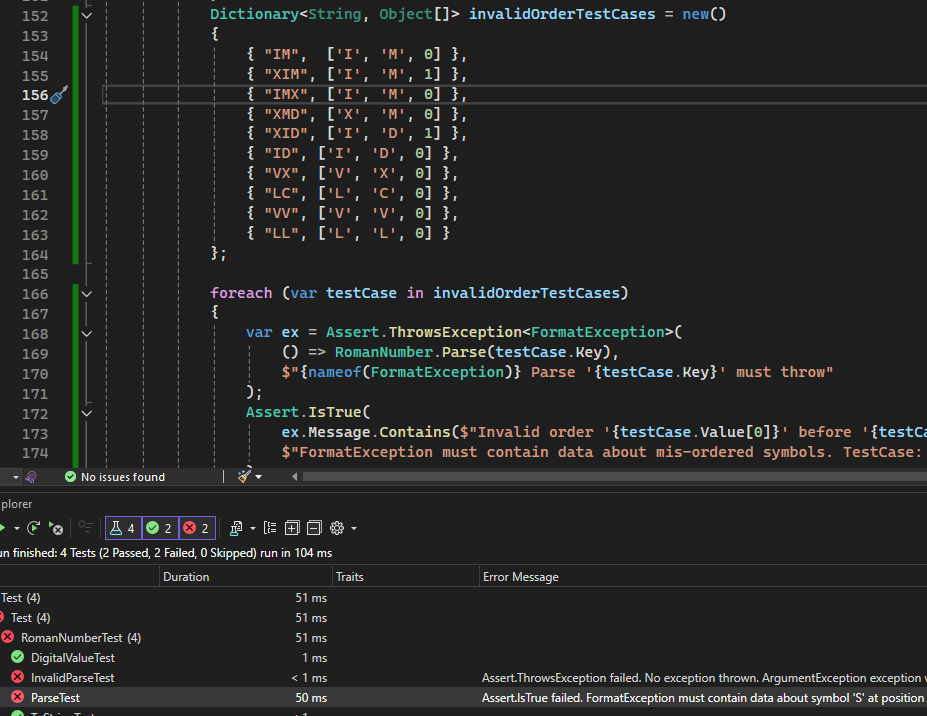 152 Dictionary<String, Object[]> invalidOrderTestCases = new()
153 {
154 { "IM", ['I', 'M', 0] },
155 { "XIM", ['I', 'M', 1] },
156 { "IMX", ['I', 'M', 0] },
157 { "XMD", ['X', 'M', 0] },
158 { "XID", ['I', 'D', 1] },
159 { "ID", ['I', 'D', 0] },
160 { "VX", ['V', 'X', 0] },
161 { "LC", ['L', 'C', 0] },
162 { "VV", ['V', 'V', 0] },
163 { "LL", ['L', 'L', 0] }
164 };
165
166 foreach (var testCase in invalidOrderTestCases)
167 {
168 var ex = Assert.ThrowsException<FormatException>(
169 () => RomanNumber.Parse(testCase.Key),
170 $"{nameof(FormatException)} Parse '{testCase.Key}' must throw"
171 );
172 Assert.IsTrue(
173 ex.Message.Contains($"Invalid order '{testCase.Value[0]}' before '{testCa
174 $"FormatException must contain data about mis-ordered symbols. TestCase:
No issues found
plorer
4 2 2
un finished: 4 Tests (2 Passed, 2 Failed, 0 Skipped) run in 104 ms
Duration Traits Error Message
Test (4) 51 ms
Test (4) 51 ms
RomanNumberTest (4) 51 ms
DigitalValueTest 1 ms
InvalidParseTest < 1 ms Assert.ThrowsException failed. No exception thrown. ArgumentException exception w
ParseTest 50 ms Assert.IsTrue failed. FormatException must contain data about symbol 'S' at position